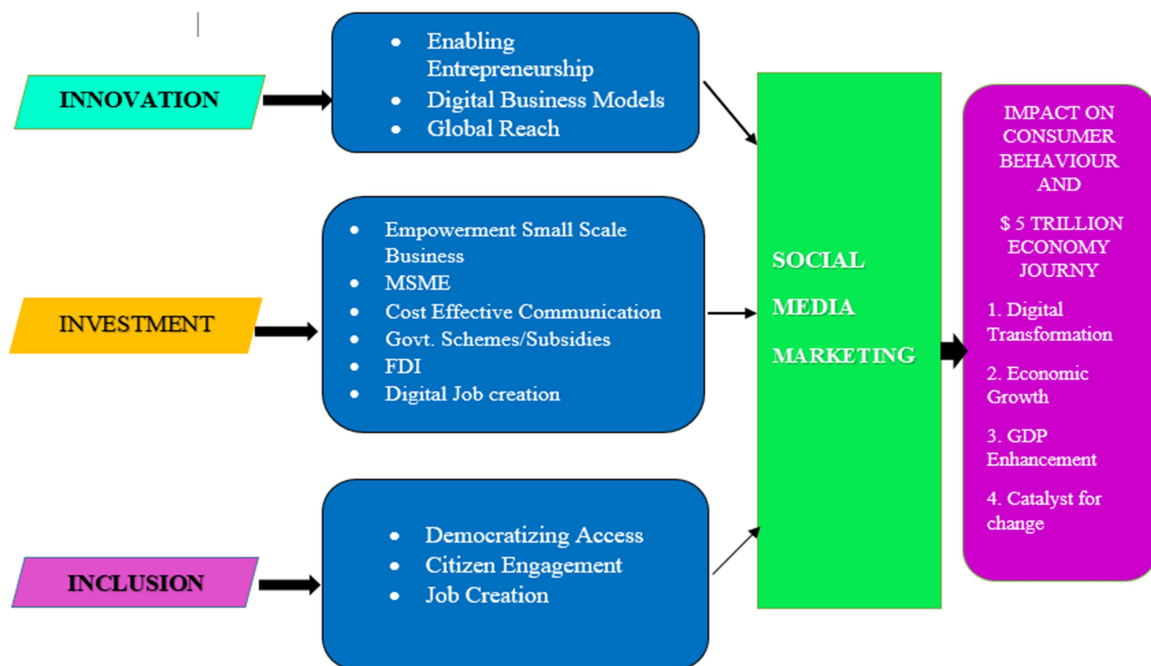 INNOVATION
• Enabling
Entrepreneurship
• Digital Business Models
• Global Reach
INVESTMENT
• Empowerment Small Scale
Business
• MSME
• Cost Effective Communication
• Govt. Schemes/Subsidies
• FDI
• Digital Job creation
INCLUSION
• Democratizing Access
• Citizen Engagement
• Job Creation
SOCIAL
MEDIA
MARKETING
IMPACT ON
CONSUMER
BEHAVIOUR
AND
$ 5 TRILLION
ECONOMY
JOURNY
1. Digital
Transformation
2. Economic
Growth
3. GDP
Enhancement
4. Catalyst for
change